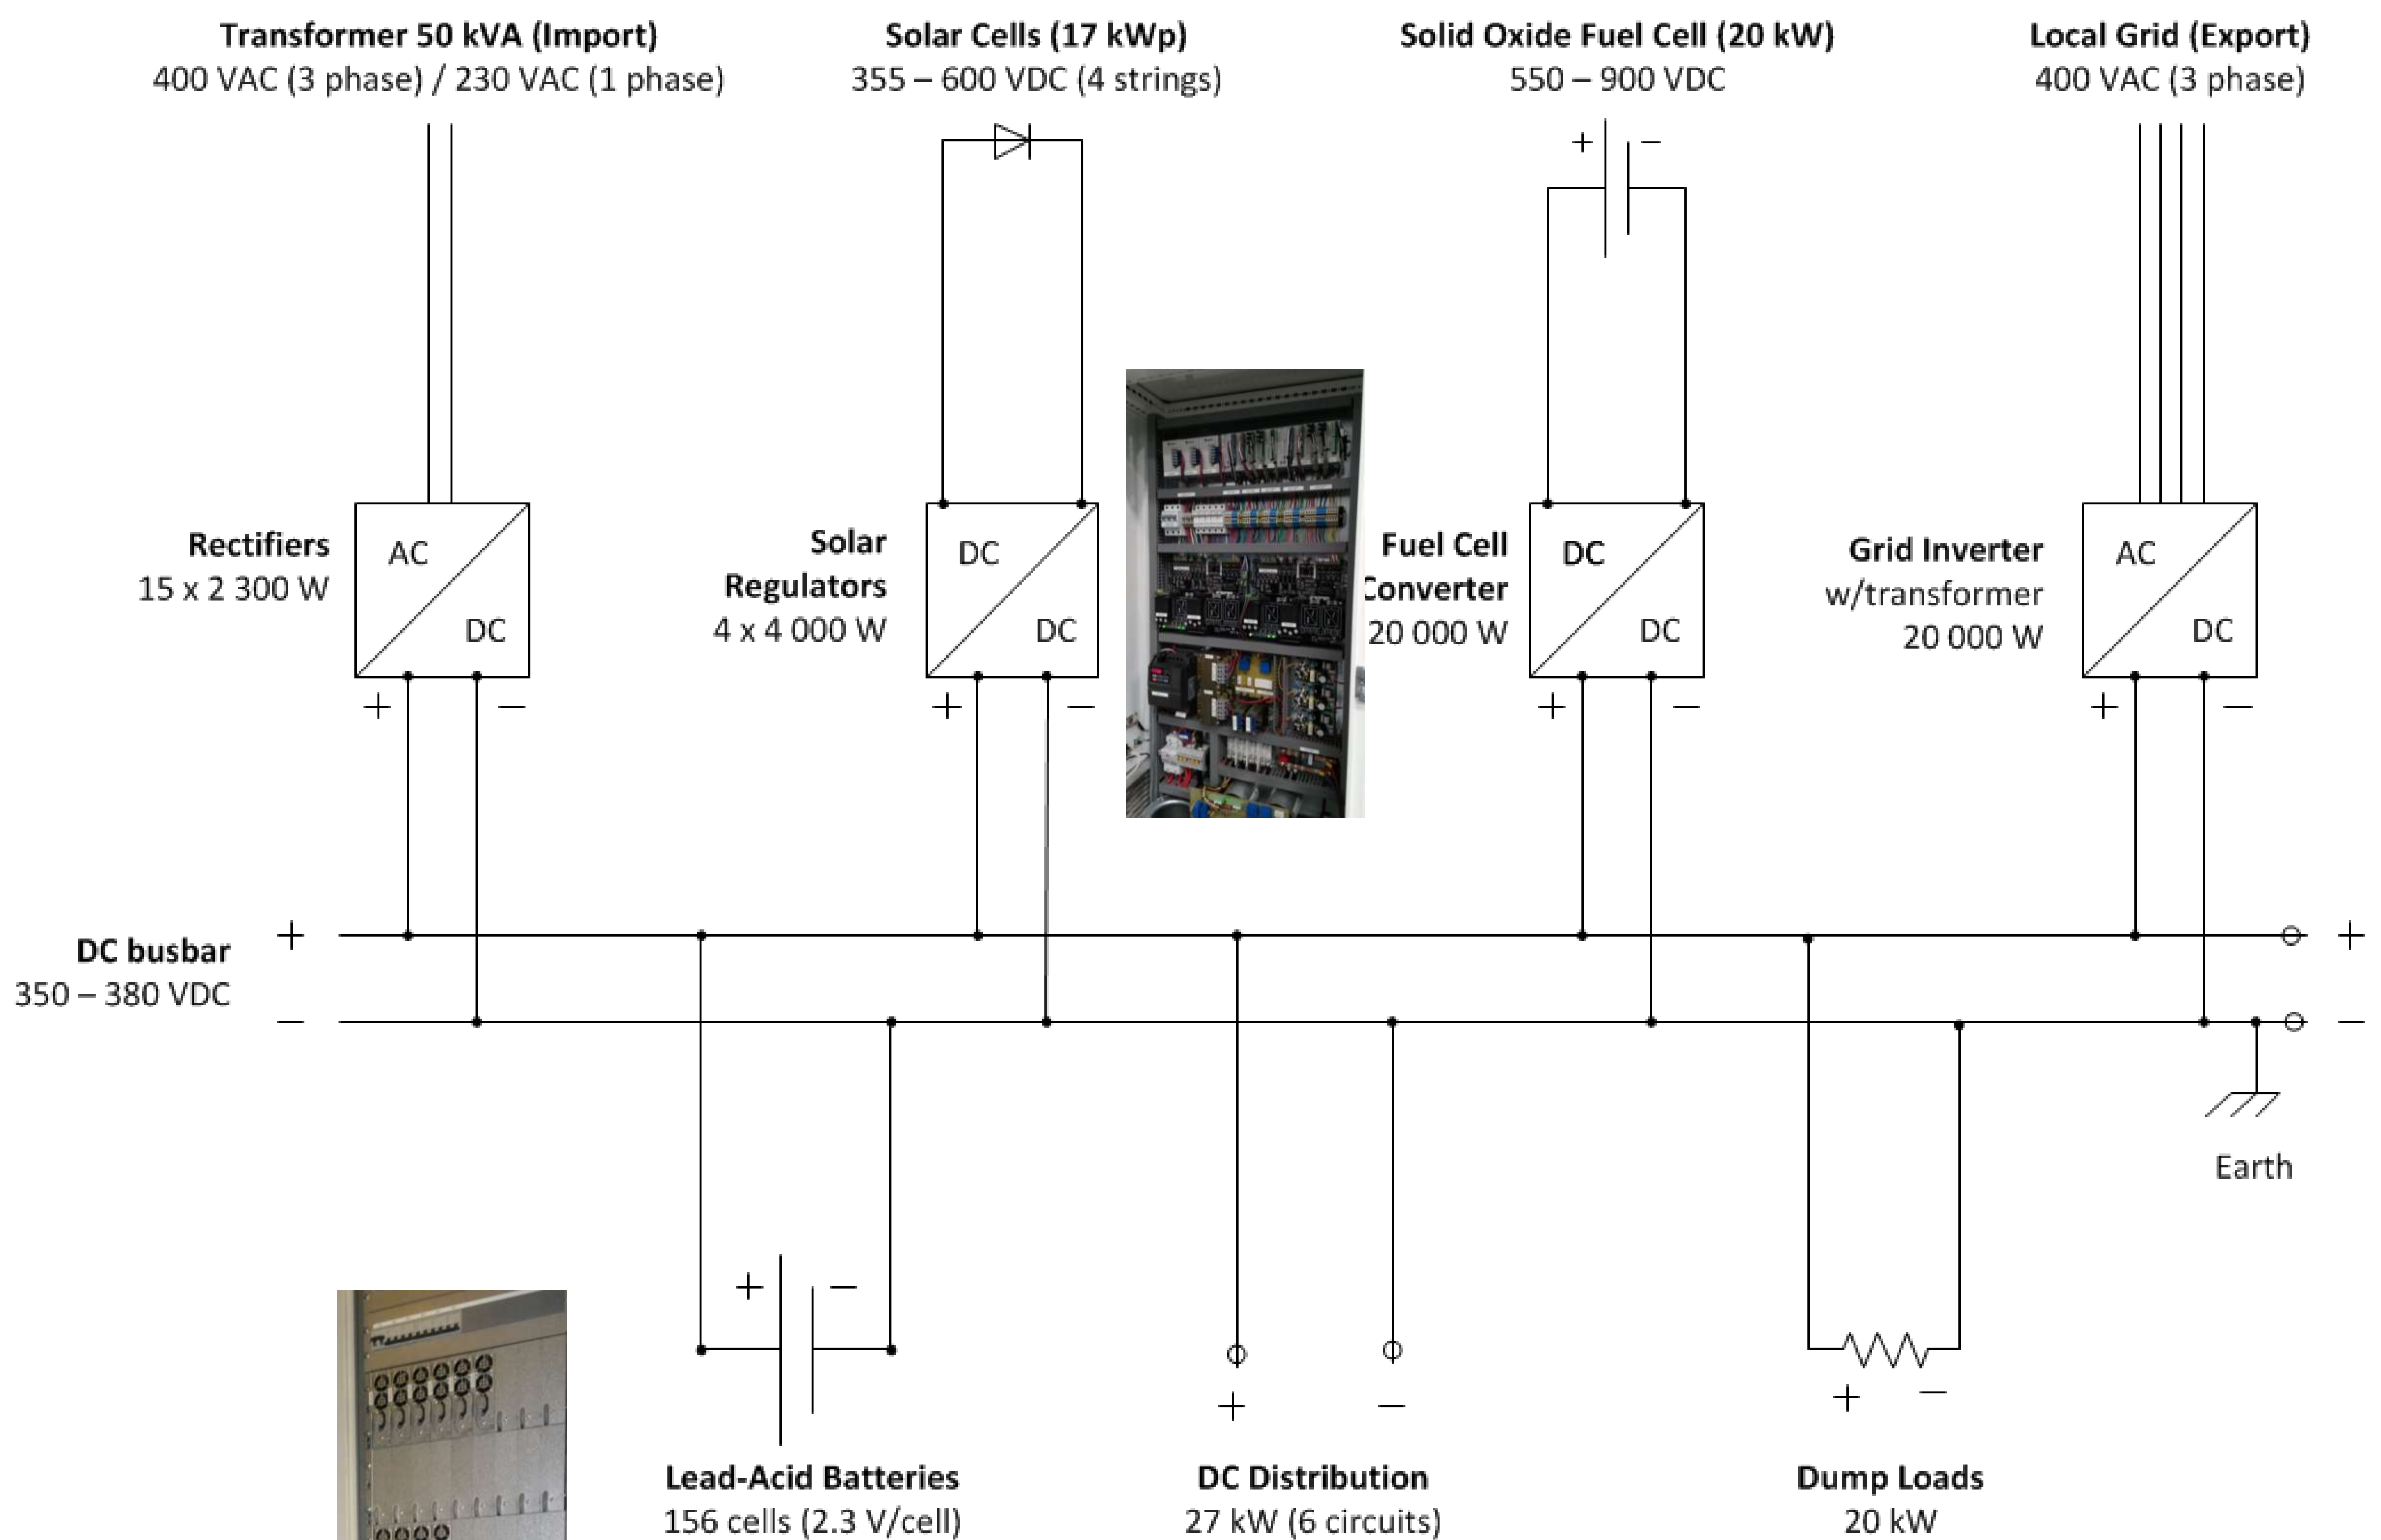 Transformer 50 kVA (Import)
400 VAC (3 phase) / 230 VAC (1 phase)
Solar Cells (17 kWp)
355 – 600 VDC (4 strings)
Solid Oxide Fuel Cell (20 kW)
550 – 900 VDC
+ −
Local Grid (Export)
400 VAC (3 phase)
Rectifiers
15 x 2 300 W
AC
DC
+ −
Solar
Regulators
4 x 4 000 W
DC
DC
+ −
Fuel Cell
Converter
20 000 W
DC
DC
+ −
Grid Inverter
w/transformer
20 000 W
AC
DC
+ −
DC busbar
350 – 380 VDC
+
−
+
−
Earth
+ −
Lead-Acid Batteries
156 cells (2.3 V/cell)
+ −
DC Distribution
27 kW (6 circuits)
+ −
Dump Loads
20 kW